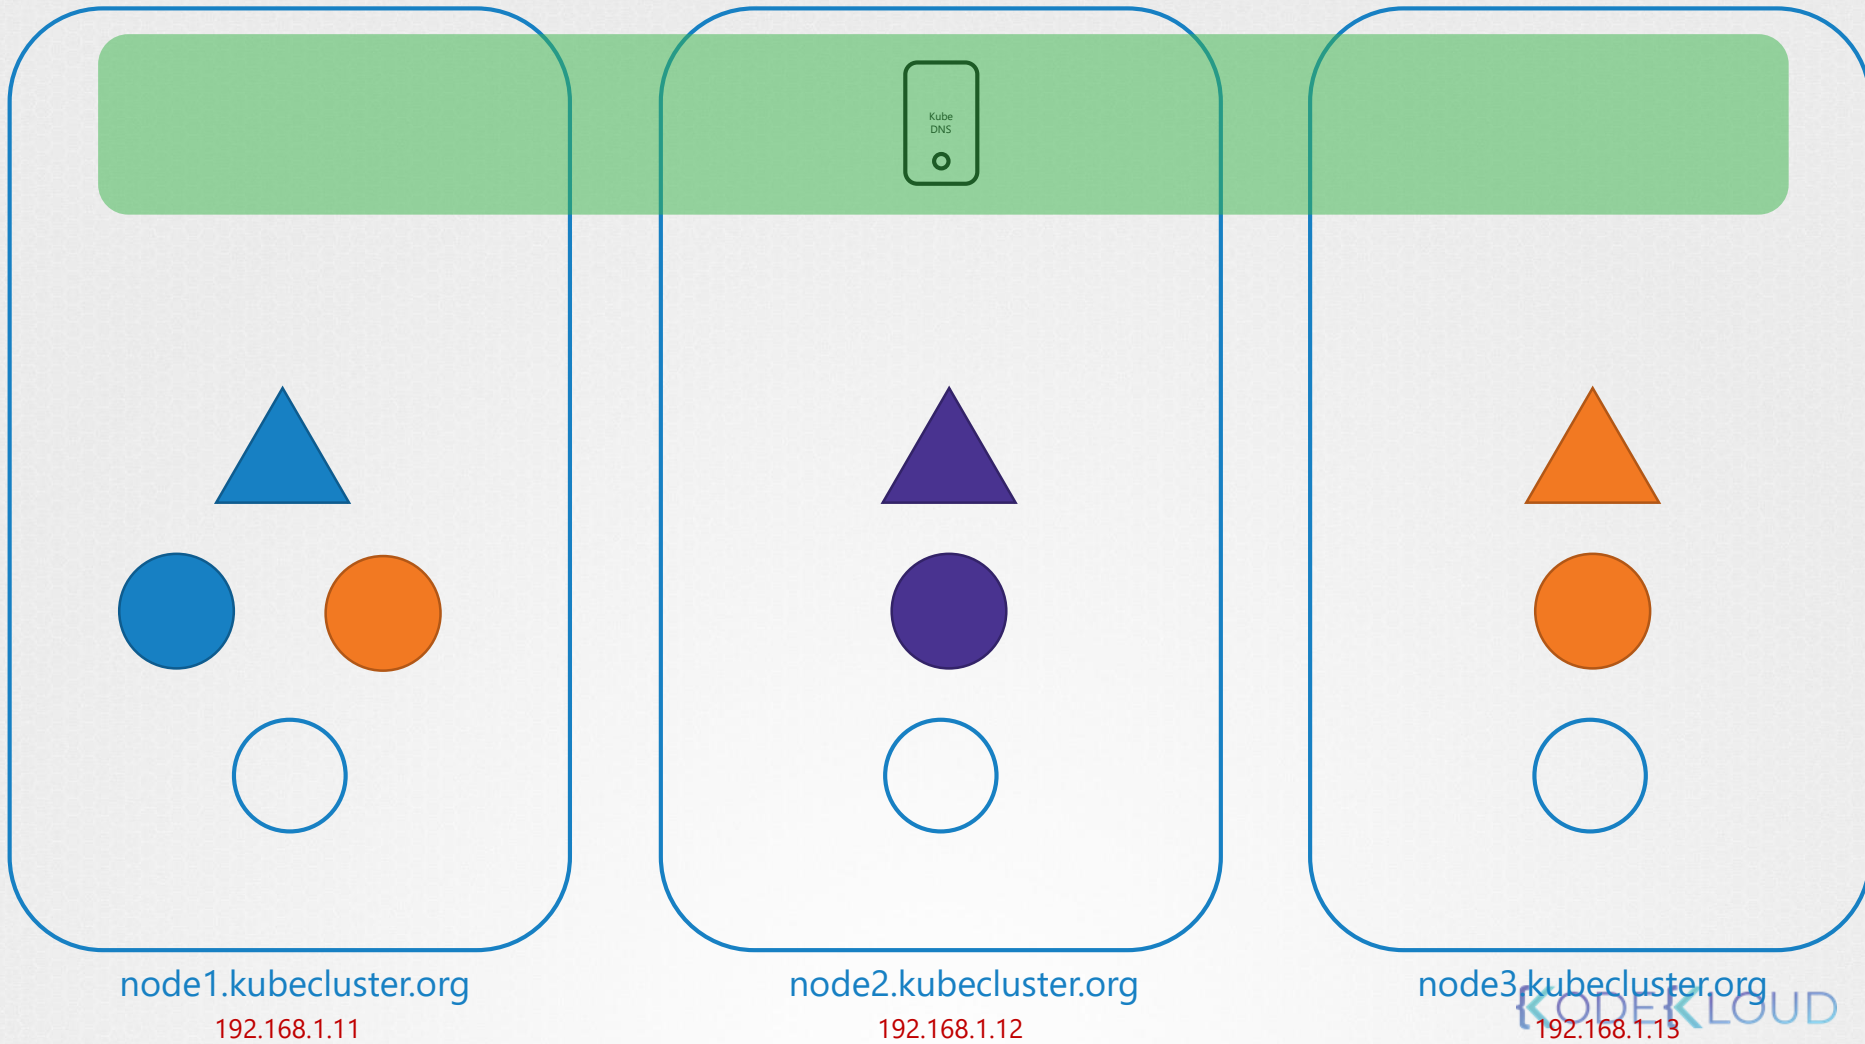 Kube
DNS
node1.kubecluster.org
node2.kubecluster.org
node3.kubecluster.org
192.168.1.11
192.168.1.12
192.168.1.13
KODEKLOUD